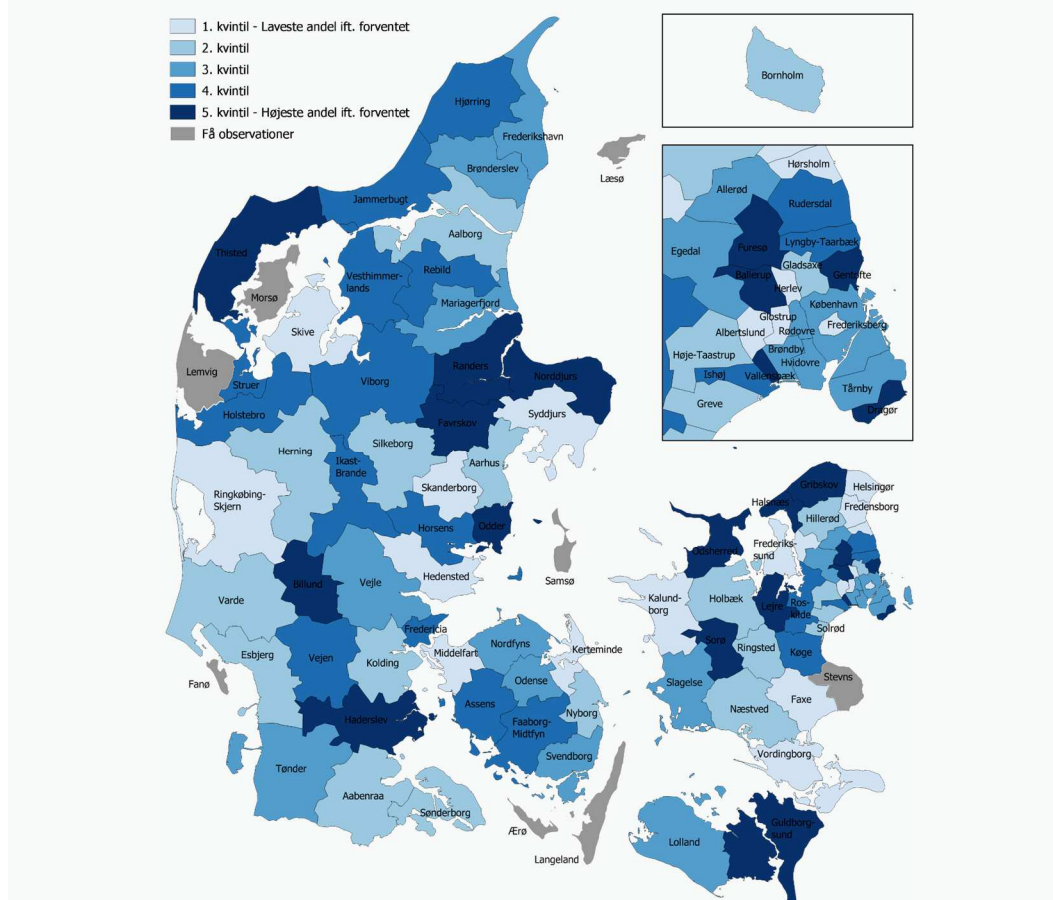 1. kvintil - Laveste andel ift. forventet
2. kvintil
3. kvintil
4. kvintil
5. kvintil - Højeste andel ift. forventet
Få observationer
Bornholm
Hjørring
Frederikshavn
Brønderslev
Læsø
Jammerbugt
Aalborg
Thisted
Vesthimmer-
lands
Rebild
Morsø
Mariagerfjord
Skive
Lemvig
Struer
Viborg
Randers
Norddjurs
Holstebro
Favrskov
Syddjurs
Herning
Silkeborg
Ikast-
Brande
Aarhus
Skanderborg
Ringkøbing-
Skjern
Horsens
Odder
Samsø
Hedensted
Billund
Vejle
Varde
Fredericia
Esbjerg
Vejen
Kolding
Middelfart
Nordfyns
Kerteminde
Fanø
Odense
Haderslev
Assens
Faaborg-
Midtfyn
Nyborg
Svendborg
Tønder
Aabenraa
Sønderborg
Ærø
Langeland
Hørsholm
Allerød
Rudersdal
Egedal
Furesø
Lyngby-Taarbæk
Gladsaxe
Ballerup
Gentofte
Herlev
København
Glostrup
Frederiksberg
Albertslund
Rødovre
Høje-Taastrup
Brøndby
Hvidovre
Ishøj
Vallensbæk
Tårnby
Greve
Dragør
Gribskov
Helsingør
Halsnæs
Fredensborg
Hillerød
Odsherred
Frederiks-
sund
Kalund-
borg
Holbæk
Lejre
Ros-
kilde
Solrød
Sorø
Ringsted
Køge
Slagelse
Stevns
Næstved
Faxe
Vordingborg
Guldborg-
sund
Lolland